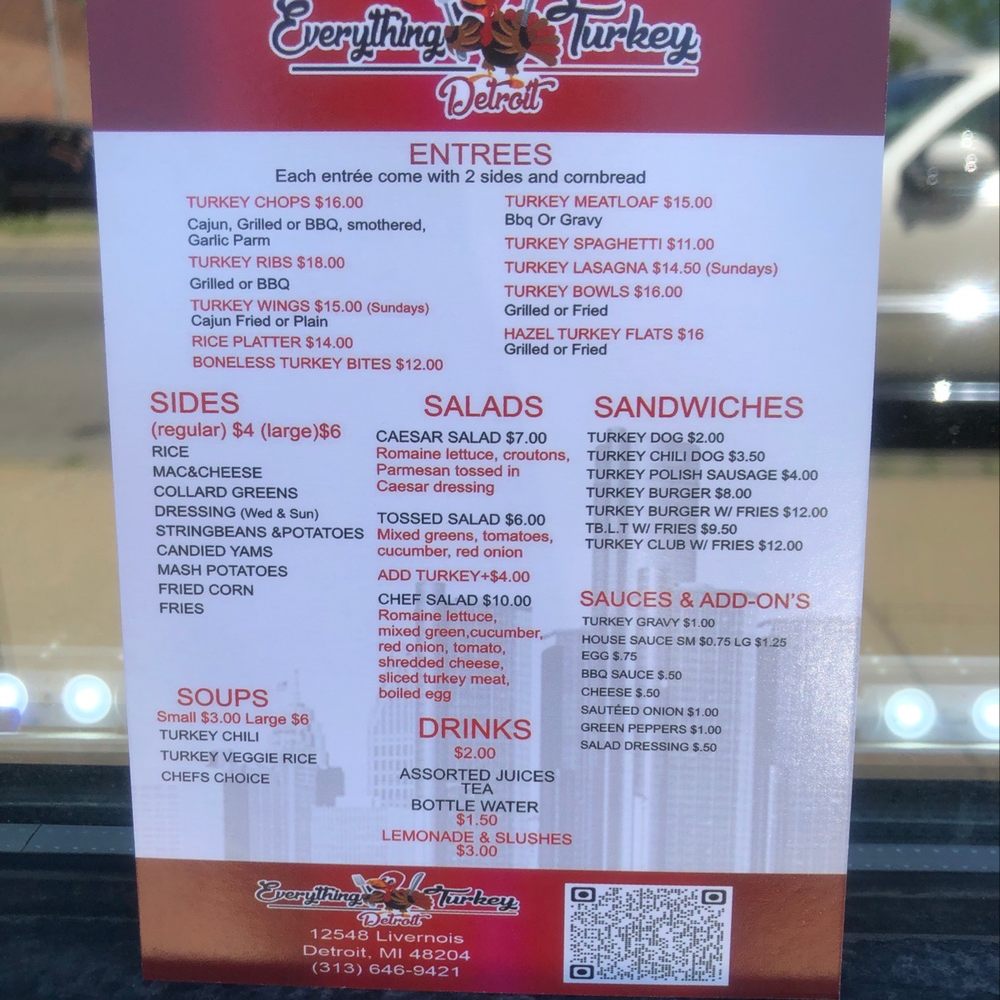 Everything Turkey
Detroit
ENTREES
Each entrée come with 2 sides and cornbread
TURKEY CHOPS $16.00
Cajun, Grilled or BBQ, smothered,
Garlic Parm
TURKEY RIBS $18.00
Grilled or BBQ
TURKEY WINGS $15.00 (Sundays)
Cajun Fried or Plain
RICE PLATTER $14.00
BONELESS TURKEY BITES $12.00
TURKEY MEATLOAF $15.00
Bbq Or Gravy
TURKEY SPAGHETTI $11.00
TURKEY LASAGNA $14.50 (Sundays)
TURKEY BOWLS $16.00
Grilled or Fried
HAZEL TURKEY FLATS $16
Grilled or Fried
SIDES
(regular) $4 (large)$6
RICE
MAC&CHEESE
COLLARD GREENS
DRESSING (Wed & Sun)
STRINGBEANS &POTATOES
CANDIED YAMS
MASH POTATOES
FRIED CORN
FRIES
SOUPS
Small $3.00 Large $6
TURKEY CHILI
TURKEY VEGGIE RICE
CHEFS CHOICE
SALADS
CAESAR SALAD $7.00
Romaine lettuce, croutons,
Parmesan tossed in
Caesar dressing
TOSSED SALAD $6.00
Mixed greens, tomatoes,
cucumber, red onion
ADD TURKEY+$4.00
CHEF SALAD $10.00
Romaine lettuce,
mixed green,cucumber,
red onion, tomato,
shredded cheese,
sliced turkey meat,
boiled egg
DRINKS
$2.00
ASSORTED JUICES
TEA
BOTTLE WATER
$1.50
LEMONADE & SLUSHES
$3.00
SANDWICHES
TURKEY DOG $2.00
TURKEY CHILI DOG $3.50
TURKEY POLISH SAUSAGE $4.00
TURKEY BURGER $8.00
TURKEY BURGER W/ FRIES $12.00
TB.L.T W/ FRIES $9.50
TURKEY CLUB W/ FRIES $12.00
SAUCES & ADD-ON'S
TURKEY GRAVY $1.00
HOUSE SAUCE SM $0.75 LG $1.25
EGG $.75
BBQ SAUCE $.50
CHEESE $.50
SAUTÉED ONION $1.00
GREEN PEPPERS $1.00
SALAD DRESSING $.50
Everything Turkey
Detroit
12548 Livernois
Detroit, MI 48204
(313) 646-9421